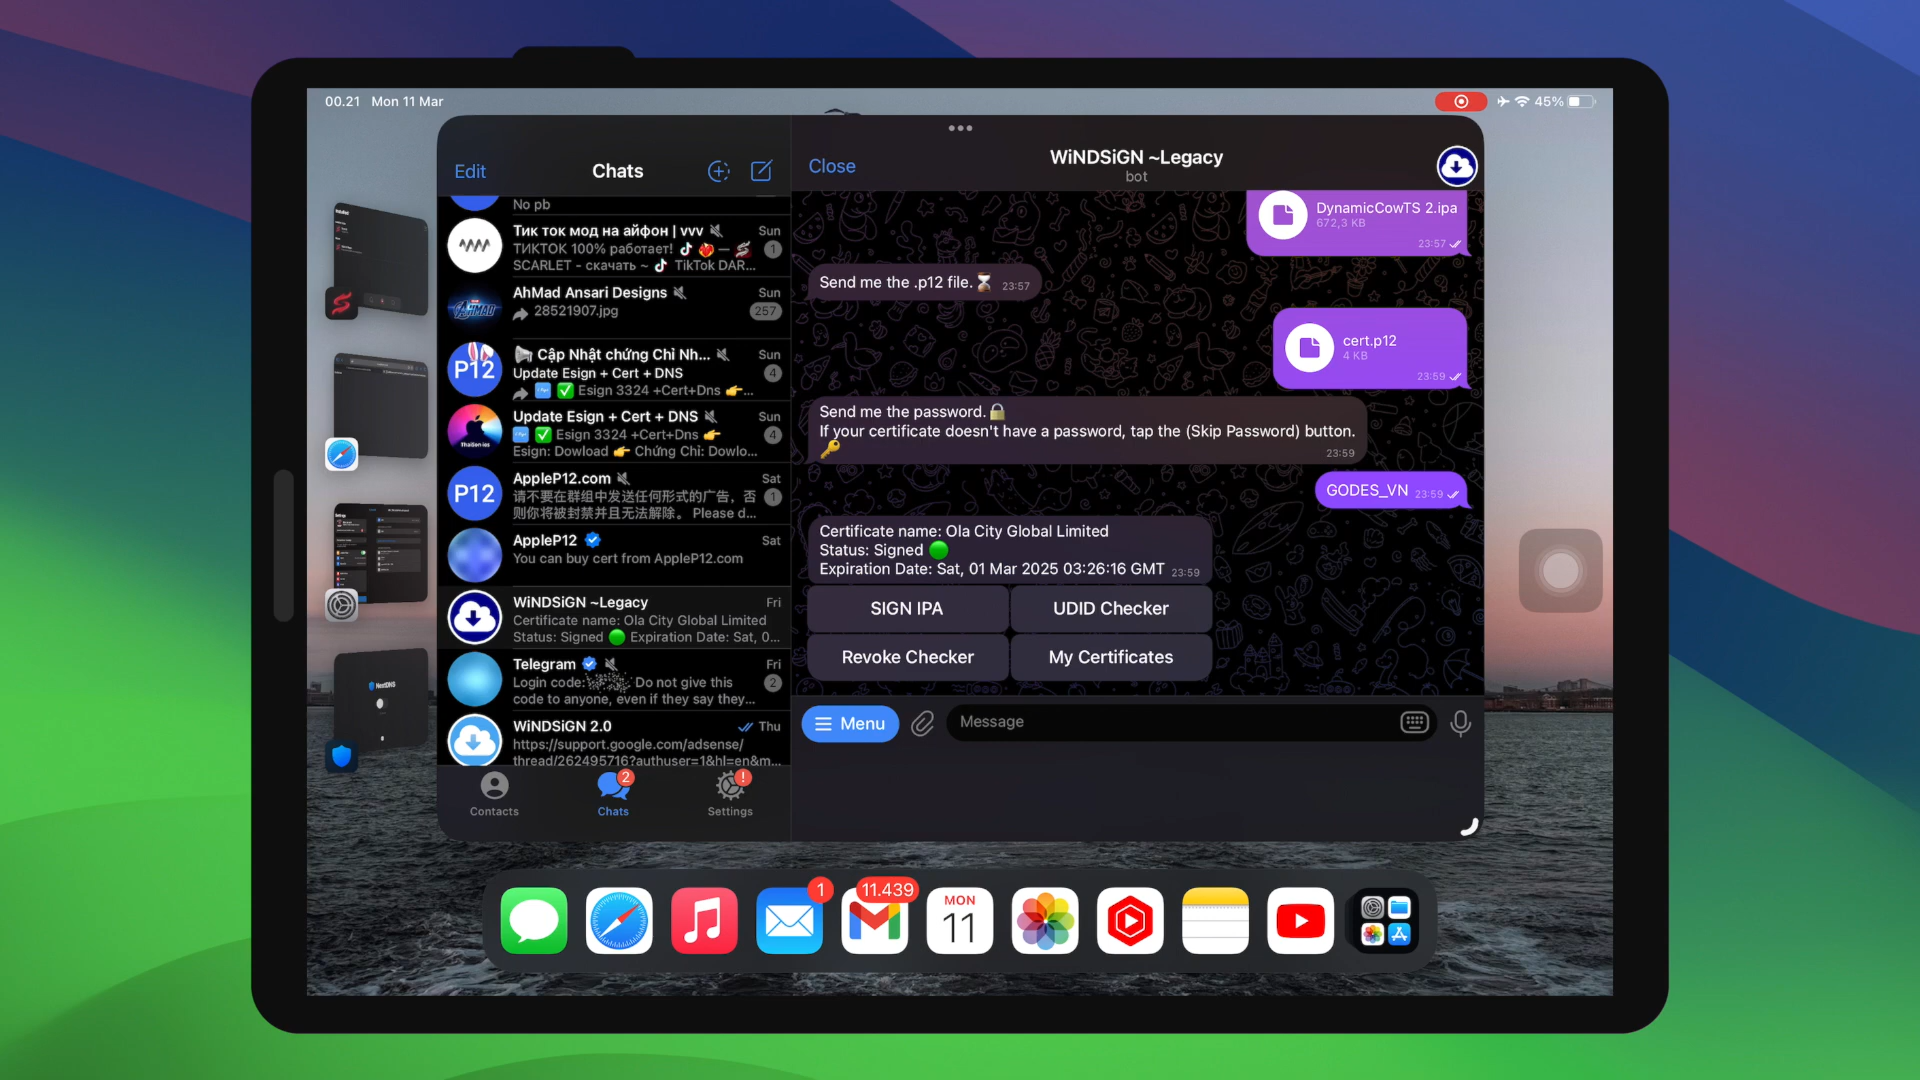 00.21 Mon 11 Mar
45%
Edit
Chats
No pb
Тик ток мод на айфон | vvv
Sun
ТИКТОК 100% работает!
1
SCARLET - скачать ~ TikTok DAR...
AhMad Ansari Designs
Sun
28521907.jpg
257
P12
Cập Nhật chứng Chỉ Nh...
Sun
Update Esign + Cert + DNS
4
Esign 3324 +Cert+Dns 👉...
Update Esign + Cert + DNS
Sun
✅ Esign 3324 +Cert+Dns 👉
4
Esign: Dowload 👉 Chứng Chỉ: Dowlo...
P12
AppleP12.com
Sat
请不要在群组中发送任何形式的广告，否
1
则你将被封禁并且无法解除。 Please d...
AppleP12
Sat
You can buy cert from AppleP12.com
WiNDSiGN ~Legacy
Fri
Certificate name: Ola City Global Limited
Status: Signed 🟢 Expiration Date: Sat, 0...
Telegram
Fri
Login code: Do not give this
2
code to anyone, even if they say they...
WiNDSiGN 2.0
Thu
https://support.google.com/adsense/
thread/262495716?authuser=1&hl=en&m...
Contacts
2
Chats
!
Settings
Close
WiNDSiGN ~Legacy
bot
DynamicCowTS 2.ipa
672,3 KB
23:57
Send me the .p12 file.⏳ 23:57
cert.p12
4 KB
23:59
Send me the password.🔒
If your certificate doesn't have a password, tap the (Skip Password) button.
🔑 23:59
GODES_VN 23:59
Certificate name: Ola City Global Limited
Status: Signed 🟢
Expiration Date: Sat, 01 Mar 2025 03:26:16 GMT 23:59
SIGN IPA
UDID Checker
Revoke Checker
My Certificates
Menu
Message
NextDNS
1
11.439
MON
11